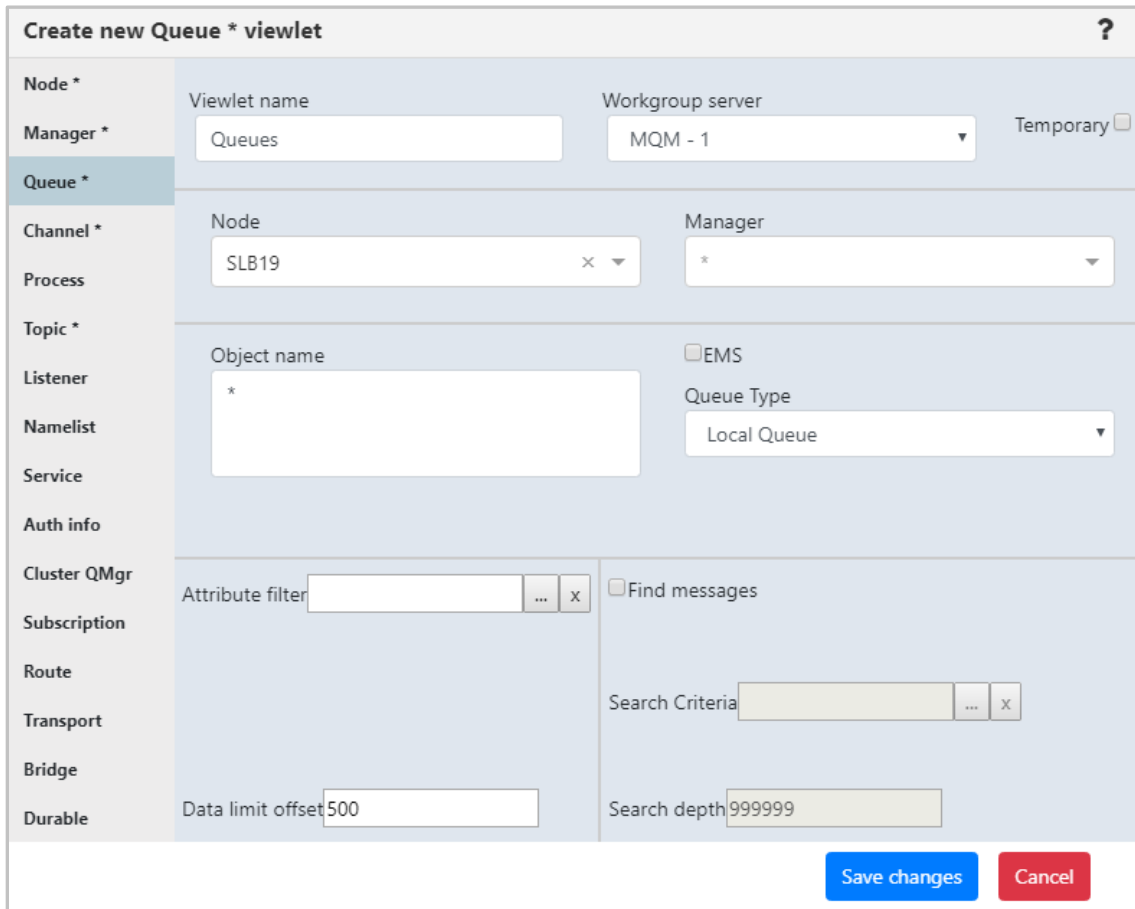 Create new Queue * viewlet ?
Node *
Manager *
Queue *
Channel *
Process
Topic *
Listener
Namelist
Service
Auth info
Cluster QMgr
Subscription
Route
Transport
Bridge
Durable
Viewlet name
Queues
Workgroup server
MQM - 1
Temporary
Node
SLB19 ×
Manager
*
Object name
*
EMS
Queue Type
Local Queue
Attribute filter ... x
Data limit offset 500
Find messages
Search Criteria ... x
Search depth 999999
Save changes Cancel